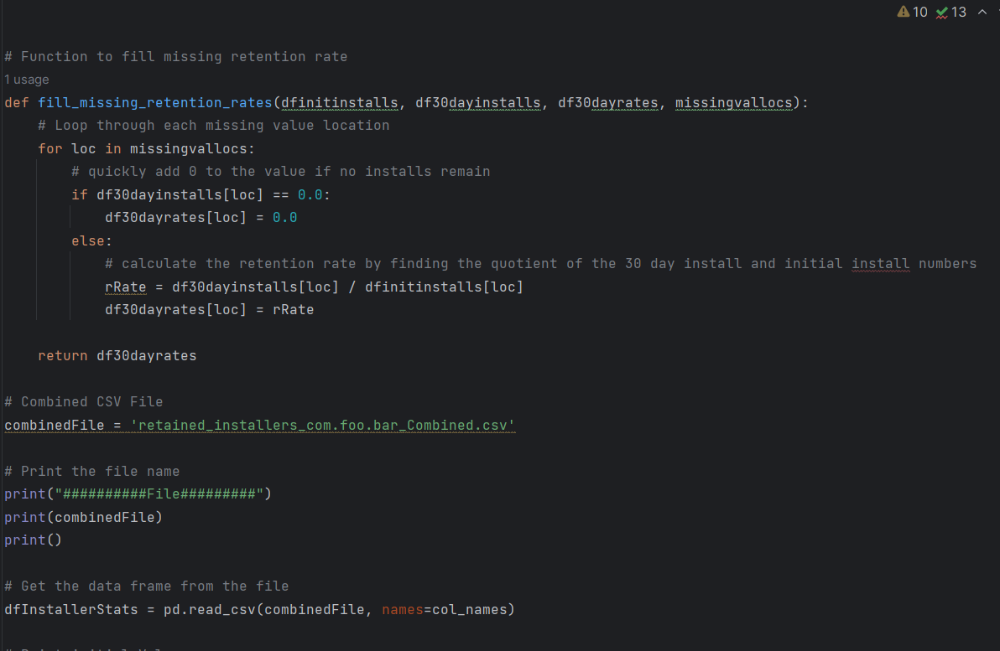 10 13
# Function to fill missing retention rate
1 usage
def fill_missing_retention_rates(dfinitinstalls, df30dayinstalls, df30dayrates, missingvallocs):
    # Loop through each missing value location
    for loc in missingvallocs:
        # quickly add 0 to the value if no installs remain
        if df30dayinstalls[loc] == 0.0:
            df30dayrates[loc] = 0.0
        else:
            # calculate the retention rate by finding the quotient of the 30 day install and initial install numbers
            rRate = df30dayinstalls[loc] / dfinitinstalls[loc]
            df30dayrates[loc] = rRate
    return df30dayrates
# Combined CSV File
combinedFile = 'retained_installers_com.foo.bar_Combined.csv'
# Print the file name
print("##########File#########")
print(combinedFile)
print()
# Get the data frame from the file
dfInstallerStats = pd.read_csv(combinedFile, names=col_names)